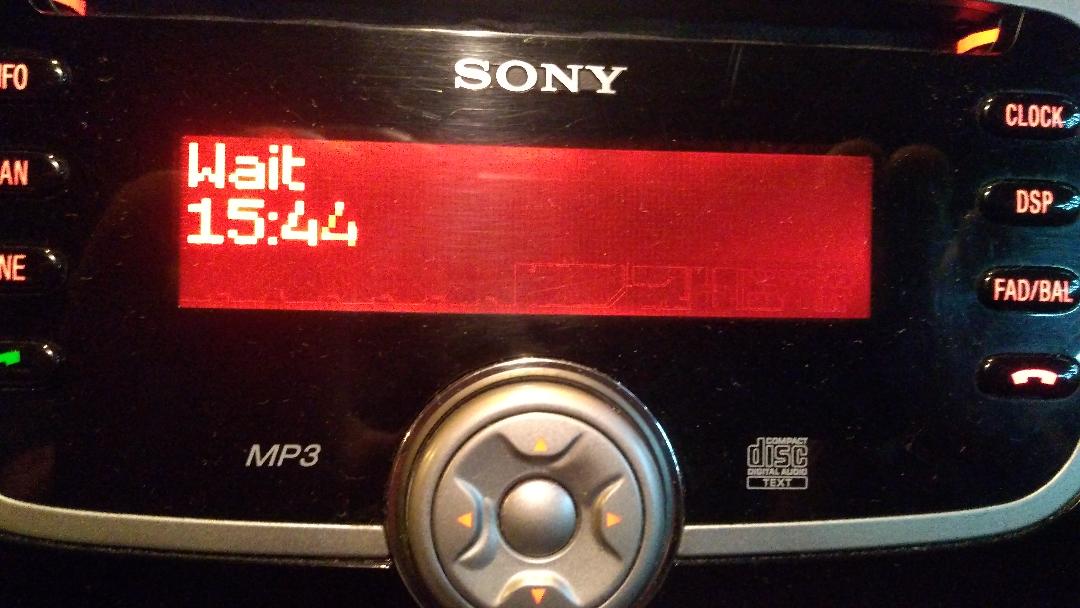 SONY
CLOCK
Wait
15:44
DSP
FAD/BAL
MP3
COMPACT
disc
DIGITAL AUDIO
TEXT